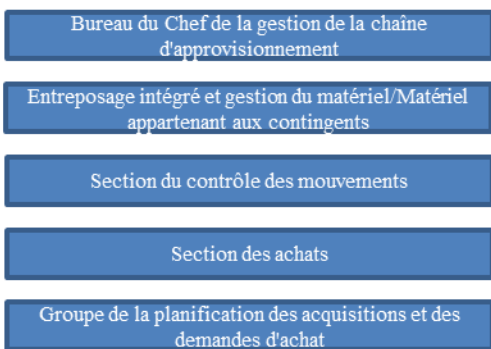 Bureau du Chef de la gestion de la chaîne
d'approvisionnement
Entreposage intégré et gestion du matériel/Matériel
appartenant aux contingents
Section du contrôle des mouvements
Section des achats
Groupe de la planification des acquisitions et des
demandes d'achat